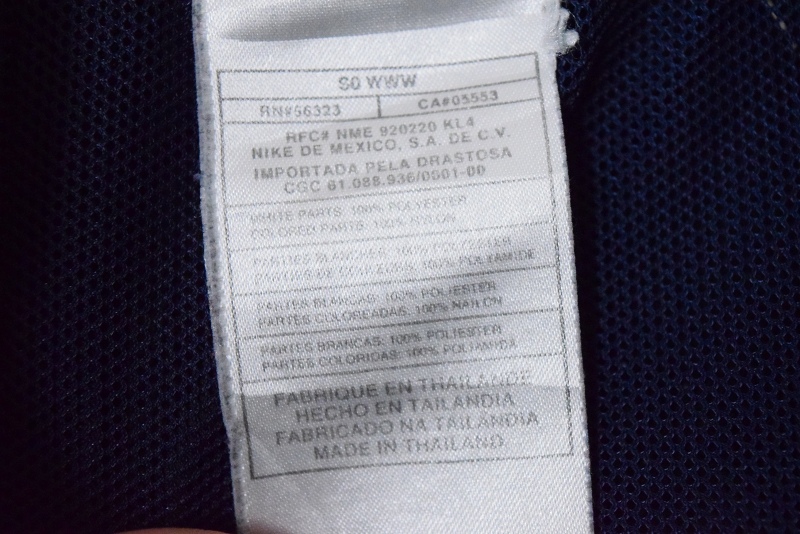 S0 WWW
RN#56323 CA#05553
RFC# NME 920220 KL4
NIKE DE MEXICO, S.A. DE C.V.
IMPORTADA PELA DRASTOSA
CGC 61.088.936/0001-00
WHITE PARTS: 100% POLYESTER
COLORED PARTS: 100% NYLON
PARTIES BLANCHES: 100% POLYESTER
PARTIES DE COULEURS: 100% POLYAMIDE
PARTES BLANCAS: 100% POLIESTER
PARTES COLOREADAS: 100% NAILON
PARTES BRANCAS: 100% POLIESTER
PARTES COLORIDAS: 100% POLIAMIDA
FABRIQUE EN THAILANDE
HECHO EN TAILANDIA
FABRICADO NA TAILANDIA
MADE IN THAILAND